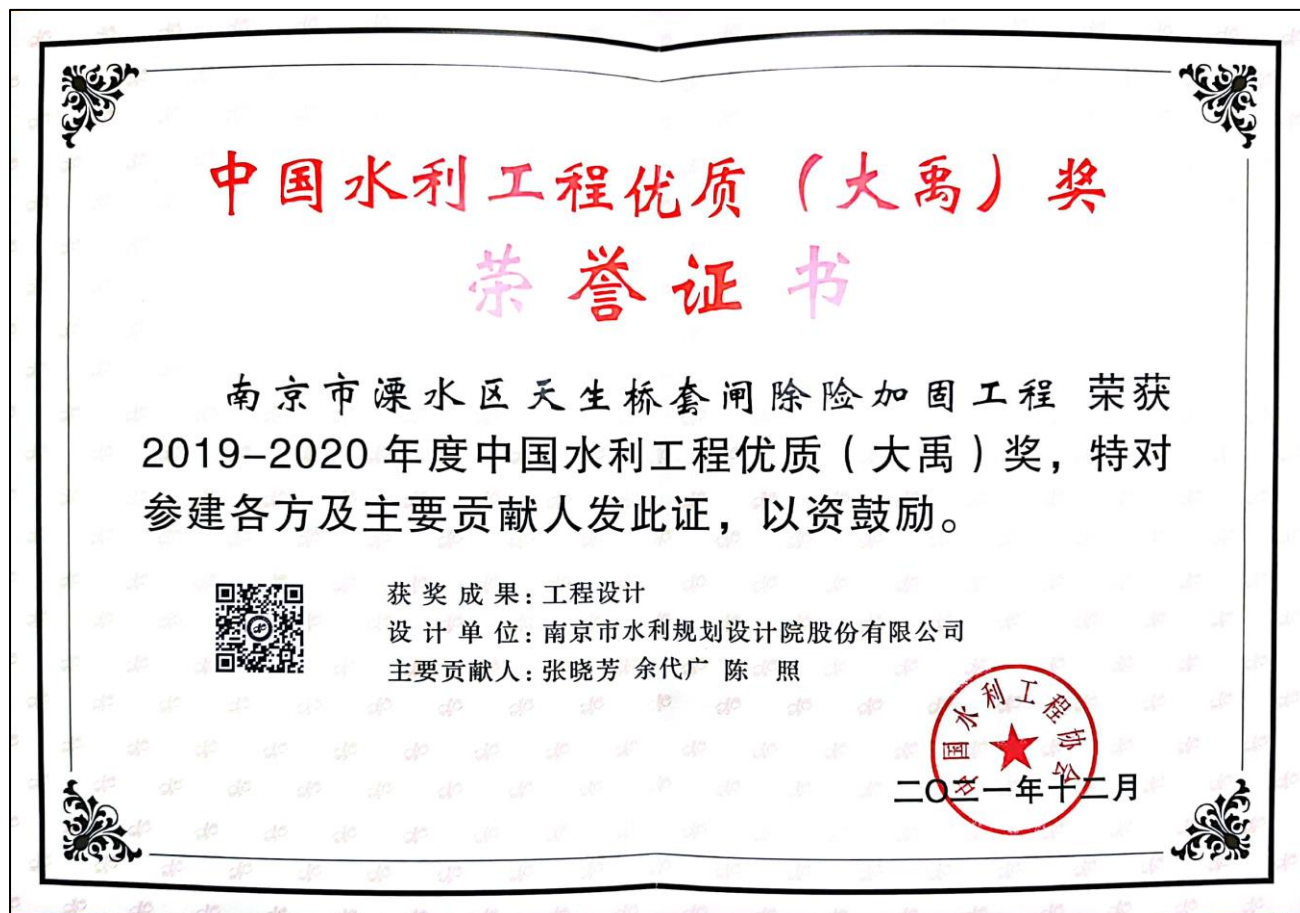 中国水利工程优质（大禹）奖
荣誉证书
南京市溧水区天生桥套闸除险加固工程 荣获
2019-2020年度中国水利工程优质（大禹）奖，特对
参建各方及主要贡献人发此证，以资鼓励。
获奖成果：工程设计
设计单位：南京市水利规划设计院股份有限公司
主要贡献人：张晓芳 余代广 陈 照
中国水利工程协会
二〇二一年十二月